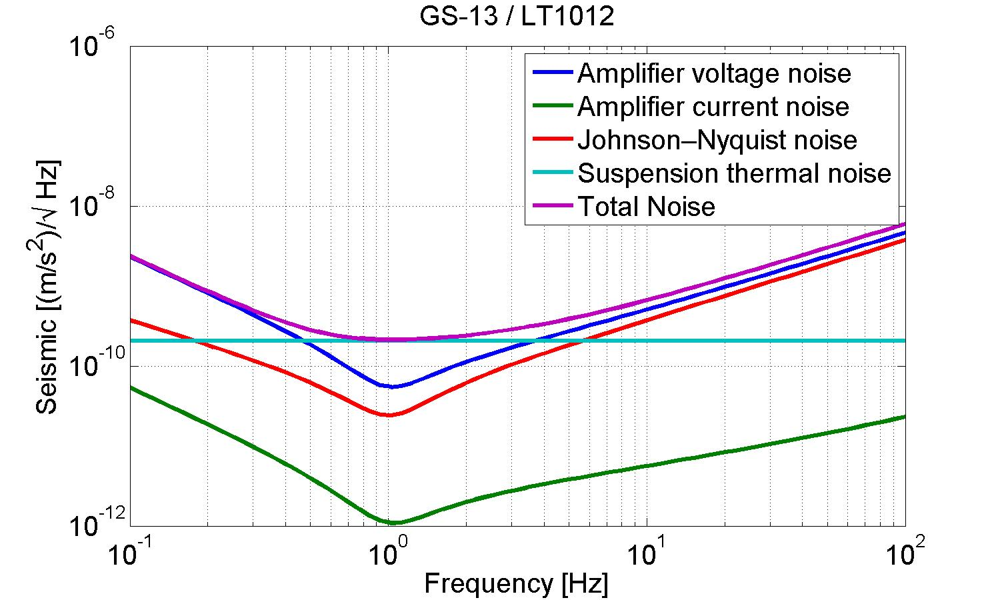 GS-13 / LT1012
10^-6
10^-8
10^-10
10^-12
Seismic [(m/s^2)/√ Hz]
Amplifier voltage noise
Amplifier current noise
Johnson–Nyquist noise
Suspension thermal noise
Total Noise
10^-1 10^0 10^1 10^2
Frequency [Hz]